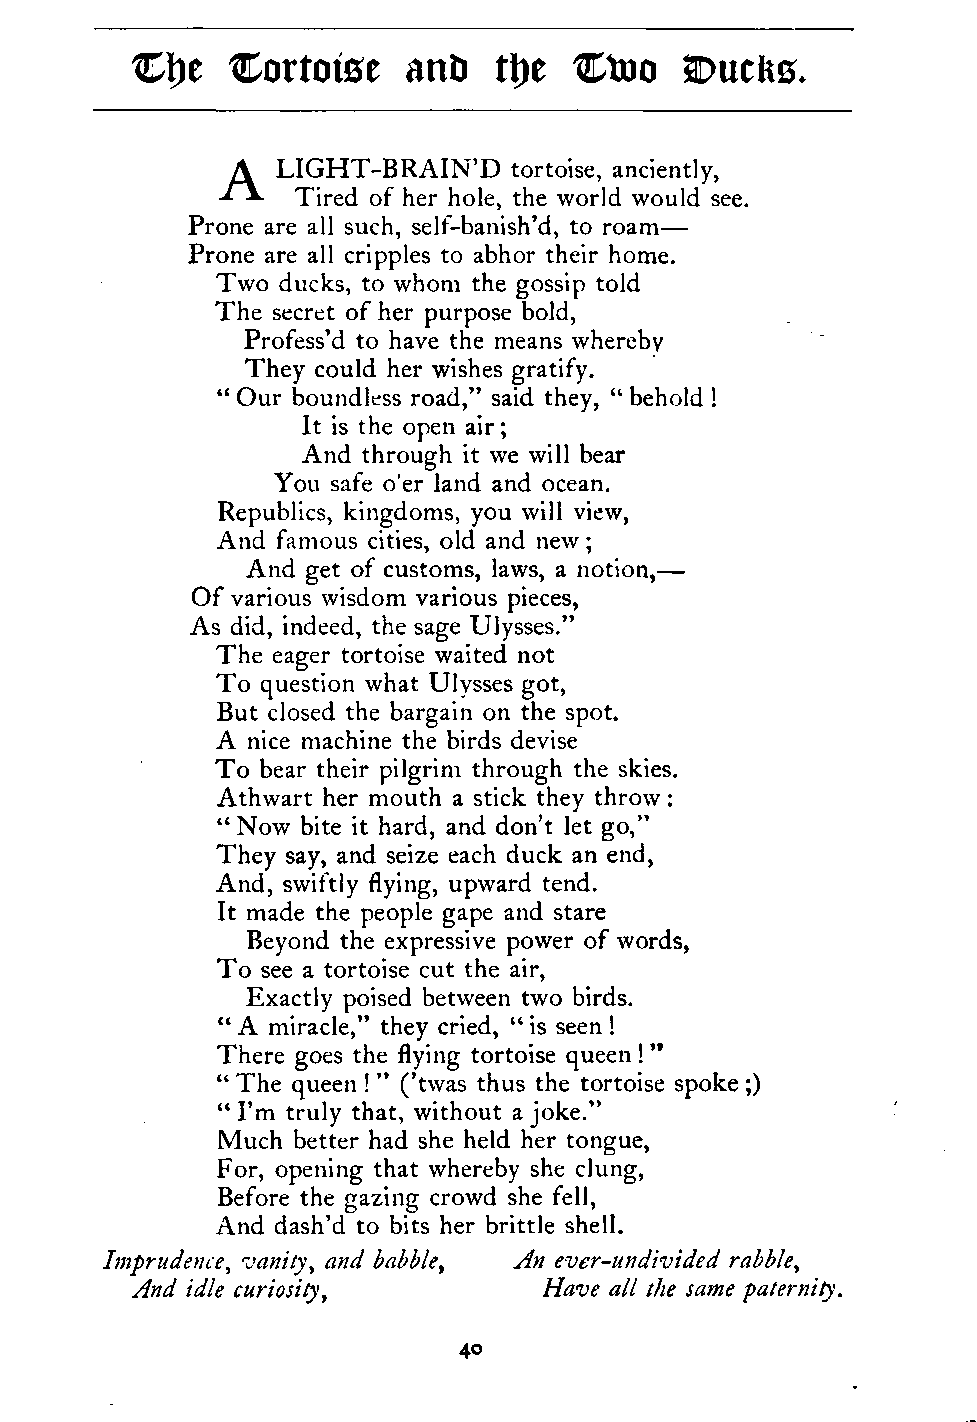 The Tortoise and the Two Ducks.
A LIGHT-BRAIN'D tortoise, anciently,
Tired of her hole, the world would see.
Prone are all such, self-banish'd, to roam—
Prone are all cripples to abhor their home.
Two ducks, to whom the gossip told
The secret of her purpose bold,
Profess'd to have the means whereby
They could her wishes gratify.
"Our boundless road," said they, "behold!
It is the open air;
And through it we will bear
You safe o'er land and ocean.
Republics, kingdoms, you will view,
And famous cities, old and new;
And get of customs, laws, a notion,—
Of various wisdom various pieces,
As did, indeed, the sage Ulysses."
The eager tortoise waited not
To question what Ulysses got,
But closed the bargain on the spot.
A nice machine the birds devise
To bear their pilgrim through the skies.
Athwart her mouth a stick they throw:
"Now bite it hard, and don't let go,"
They say, and seize each duck an end,
And, swiftly flying, upward tend.
It made the people gape and stare
Beyond the expressive power of words,
To see a tortoise cut the air,
Exactly poised between two birds.
"A miracle," they cried, "is seen!
There goes the flying tortoise queen!"
"The queen!" ('twas thus the tortoise spoke;)
"I'm truly that, without a joke."
Much better had she held her tongue,
For, opening that whereby she clung,
Before the gazing crowd she fell,
And dash'd to bits her brittle shell.
Imprudence, vanity, and babble,
And idle curiosity,
An ever-undivided rabble,
Have all the same paternity.
40